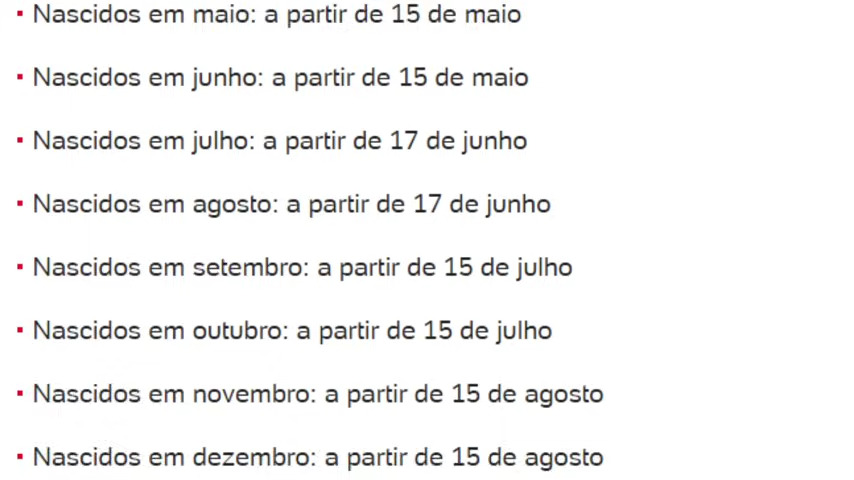 ▪ Nascidos em maio: a partir de 15 de maio
▪ Nascidos em junho: a partir de 15 de maio
▪ Nascidos em julho: a partir de 17 de junho
▪ Nascidos em agosto: a partir de 17 de junho
▪ Nascidos em setembro: a partir de 15 de julho
▪ Nascidos em outubro: a partir de 15 de julho
▪ Nascidos em novembro: a partir de 15 de agosto
▪ Nascidos em dezembro: a partir de 15 de agosto